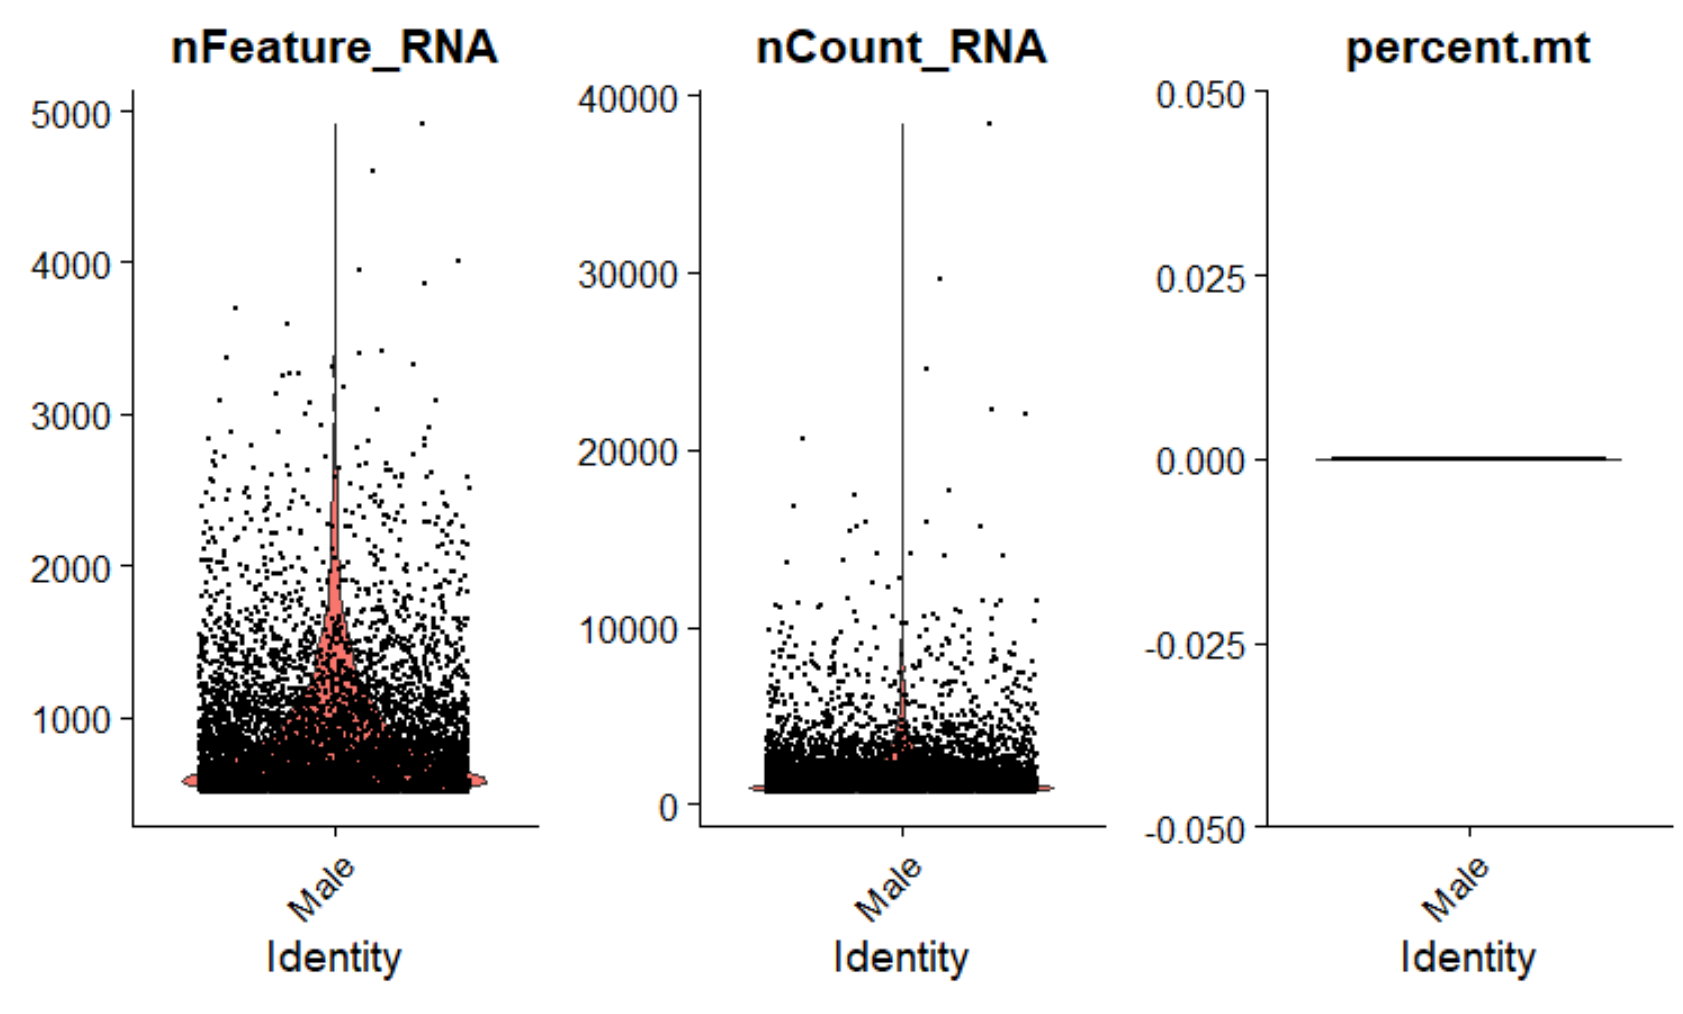 nFeature_RNA
5000
4000
3000
2000
1000
Male
Identity
nCount_RNA
40000
30000
20000
10000
0
Male
Identity
percent.mt
0.050
0.025
0.000
-0.025
-0.050
Male
Identity